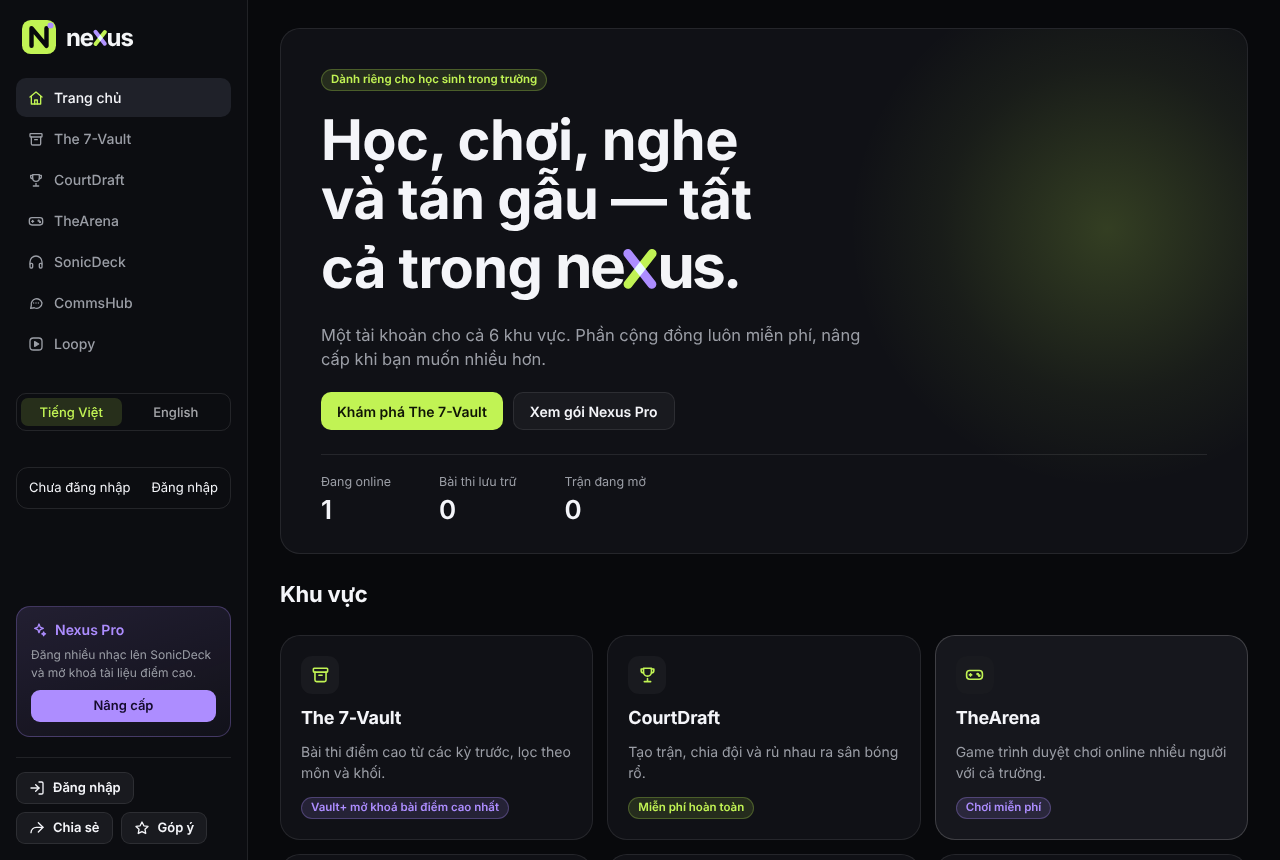 nexus
Trang chủ
The 7-Vault
CourtDraft
TheArena
SonicDeck
CommsHub
Loopy
Tiếng Việt
English
Chưa đăng nhập
Đăng nhập
Nexus Pro
Đăng nhiều nhạc lên SonicDeck
và mở khoá tài liệu điểm cao.
Nâng cấp
Đăng nhập
Chia sẻ
Góp ý
Dành riêng cho học sinh trong trường
Học, chơi, nghe
và tán gẫu — tất
cả trong nexus.
Một tài khoản cho cả 6 khu vực. Phần cộng đồng luôn miễn phí, nâng
cấp khi bạn muốn nhiều hơn.
Khám phá The 7-Vault
Xem gói Nexus Pro
Đang online
1
Bài thi lưu trữ
0
Trận đang mở
0
Khu vực
The 7-Vault
Bài thi điểm cao từ các kỳ trước, lọc theo
môn và khối.
Vault+ mở khoá bài điểm cao nhất
CourtDraft
Tạo trận, chia đội và rủ nhau ra sân bóng
rổ.
Miễn phí hoàn toàn
TheArena
Game trình duyệt chơi online nhiều người
với cả trường.
Chơi miễn phí